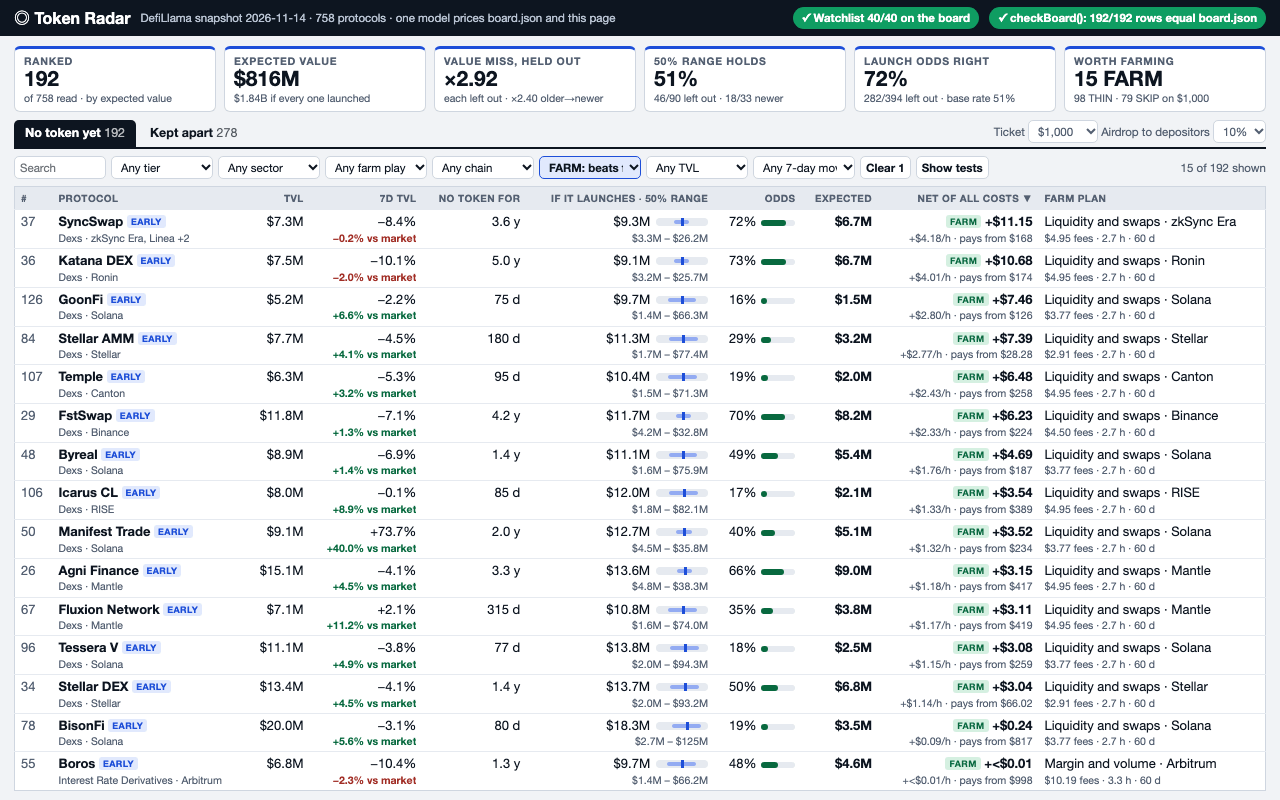 Token Radar DefiLlama snapshot 2026-11-14 · 758 protocols · one model prices board.json and this page ✓ Watchlist 40/40 on the board ✓ checkBoard(): 192/192 rows equal board.json
RANKED
192
of 758 read · by expected value
EXPECTED VALUE
$816M
$1.84B if every one launched
VALUE MISS, HELD OUT
×2.92
each left out · ×2.40 older→newer
50% RANGE HOLDS
51%
46/90 left out · 18/33 newer
LAUNCH ODDS RIGHT
72%
282/394 left out · base rate 51%
WORTH FARMING
15 FARM
98 THIN · 79 SKIP on $1,000
No token yet 192 Kept apart 278 Ticket $1,000 Airdrop to depositors 10%
Search Any tier Any sector Any farm play Any chain FARM: beats Any TVL Any 7-day mov Clear 1 Show tests 15 of 192 shown
# PROTOCOL TVL 7D TVL NO TOKEN FOR IF IT LAUNCHES · 50% RANGE ODDS EXPECTED NET OF ALL COSTS ▼ FARM PLAN
37 SyncSwap EARLY $7.3M −8.4% 3.6 y $9.3M 72% $6.7M FARM +$11.15 Liquidity and swaps · zkSync Era
Dexs · zkSync Era, Linea +2 −0.2% vs market $3.3M – $26.2M +$4.18/h · pays from $168 $4.95 fees · 2.7 h · 60 d
36 Katana DEX EARLY $7.5M −10.1% 5.0 y $9.1M 73% $6.7M FARM +$10.68 Liquidity and swaps · Ronin
Dexs · Ronin −2.0% vs market $3.2M – $25.7M +$4.01/h · pays from $174 $4.95 fees · 2.7 h · 60 d
126 GoonFi EARLY $5.2M −2.2% 75 d $9.7M 16% $1.5M FARM +$7.46 Liquidity and swaps · Solana
Dexs · Solana +6.6% vs market $1.4M – $66.3M +$2.80/h · pays from $126 $3.77 fees · 2.7 h · 60 d
84 Stellar AMM EARLY $7.7M −4.5% 180 d $11.3M 29% $3.2M FARM +$7.39 Liquidity and swaps · Stellar
Dexs · Stellar +4.1% vs market $1.7M – $77.4M +$2.77/h · pays from $28.28 $2.91 fees · 2.7 h · 60 d
107 Temple EARLY $6.3M −5.3% 95 d $10.4M 19% $2.0M FARM +$6.48 Liquidity and swaps · Canton
Dexs · Canton +3.2% vs market $1.5M – $71.3M +$2.43/h · pays from $258 $4.95 fees · 2.7 h · 60 d
29 FstSwap EARLY $11.8M −7.1% 4.2 y $11.7M 70% $8.2M FARM +$6.23 Liquidity and swaps · Binance
Dexs · Binance +1.3% vs market $4.2M – $32.8M +$2.33/h · pays from $224 $4.50 fees · 2.7 h · 60 d
48 Byreal EARLY $8.9M −6.9% 1.4 y $11.1M 49% $5.4M FARM +$4.69 Liquidity and swaps · Solana
Dexs · Solana +1.4% vs market $1.6M – $75.9M +$1.76/h · pays from $187 $3.77 fees · 2.7 h · 60 d
106 Icarus CL EARLY $8.0M −0.1% 85 d $12.0M 17% $2.1M FARM +$3.54 Liquidity and swaps · RISE
Dexs · RISE +8.9% vs market $1.8M – $82.1M +$1.33/h · pays from $389 $4.95 fees · 2.7 h · 60 d
50 Manifest Trade EARLY $9.1M +73.7% 2.0 y $12.7M 40% $5.1M FARM +$3.52 Liquidity and swaps · Solana
Dexs · Solana +40.0% vs market $4.5M – $35.8M +$1.32/h · pays from $234 $3.77 fees · 2.7 h · 60 d
26 Agni Finance EARLY $15.1M −4.1% 3.3 y $13.6M 66% $9.0M FARM +$3.15 Liquidity and swaps · Mantle
Dexs · Mantle +4.5% vs market $4.8M – $38.3M +$1.18/h · pays from $417 $4.95 fees · 2.7 h · 60 d
67 Fluxion Network EARLY $7.1M +2.1% 315 d $10.8M 35% $3.8M FARM +$3.11 Liquidity and swaps · Mantle
Dexs · Mantle +11.2% vs market $1.6M – $74.0M +$1.17/h · pays from $419 $4.95 fees · 2.7 h · 60 d
96 Tessera V EARLY $11.1M −3.8% 77 d $13.8M 18% $2.5M FARM +$3.08 Liquidity and swaps · Solana
Dexs · Solana +4.9% vs market $2.0M – $94.3M +$1.15/h · pays from $259 $3.77 fees · 2.7 h · 60 d
34 Stellar DEX EARLY $13.4M −4.1% 1.4 y $13.7M 50% $6.8M FARM +$3.04 Liquidity and swaps · Stellar
Dexs · Stellar +4.5% vs market $2.0M – $93.2M +$1.14/h · pays from $66.02 $2.91 fees · 2.7 h · 60 d
78 BisonFi EARLY $20.0M −3.1% 80 d $18.3M 19% $3.5M FARM +$0.24 Liquidity and swaps · Solana
Dexs · Solana +5.6% vs market $2.7M – $125M +$0.09/h · pays from $817 $3.77 fees · 2.7 h · 60 d
55 Boros EARLY $6.8M −10.4% 1.3 y $9.7M 48% $4.6M FARM +<$0.01 Margin and volume · Arbitrum
Interest Rate Derivatives · Arbitrum −2.3% vs market $1.4M – $66.2M +<$0.01/h · pays from $998 $10.19 fees · 3.3 h · 60 d